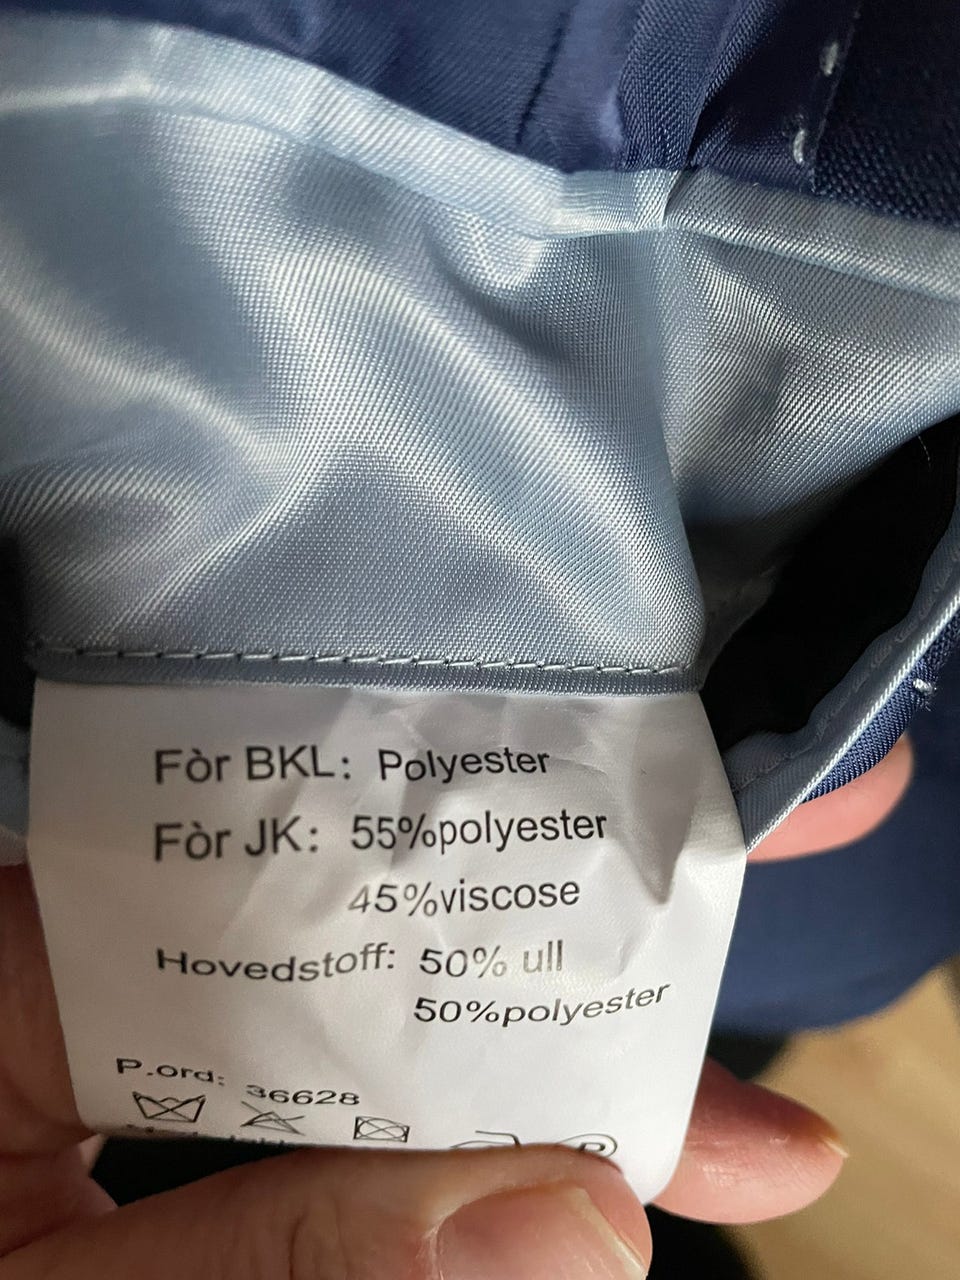 Fòr BKL: Polyester
Fòr JK: 55%polyester
45%viscose
Hovedstoff: 50% ull
50%polyester
P.ord: 36628
P